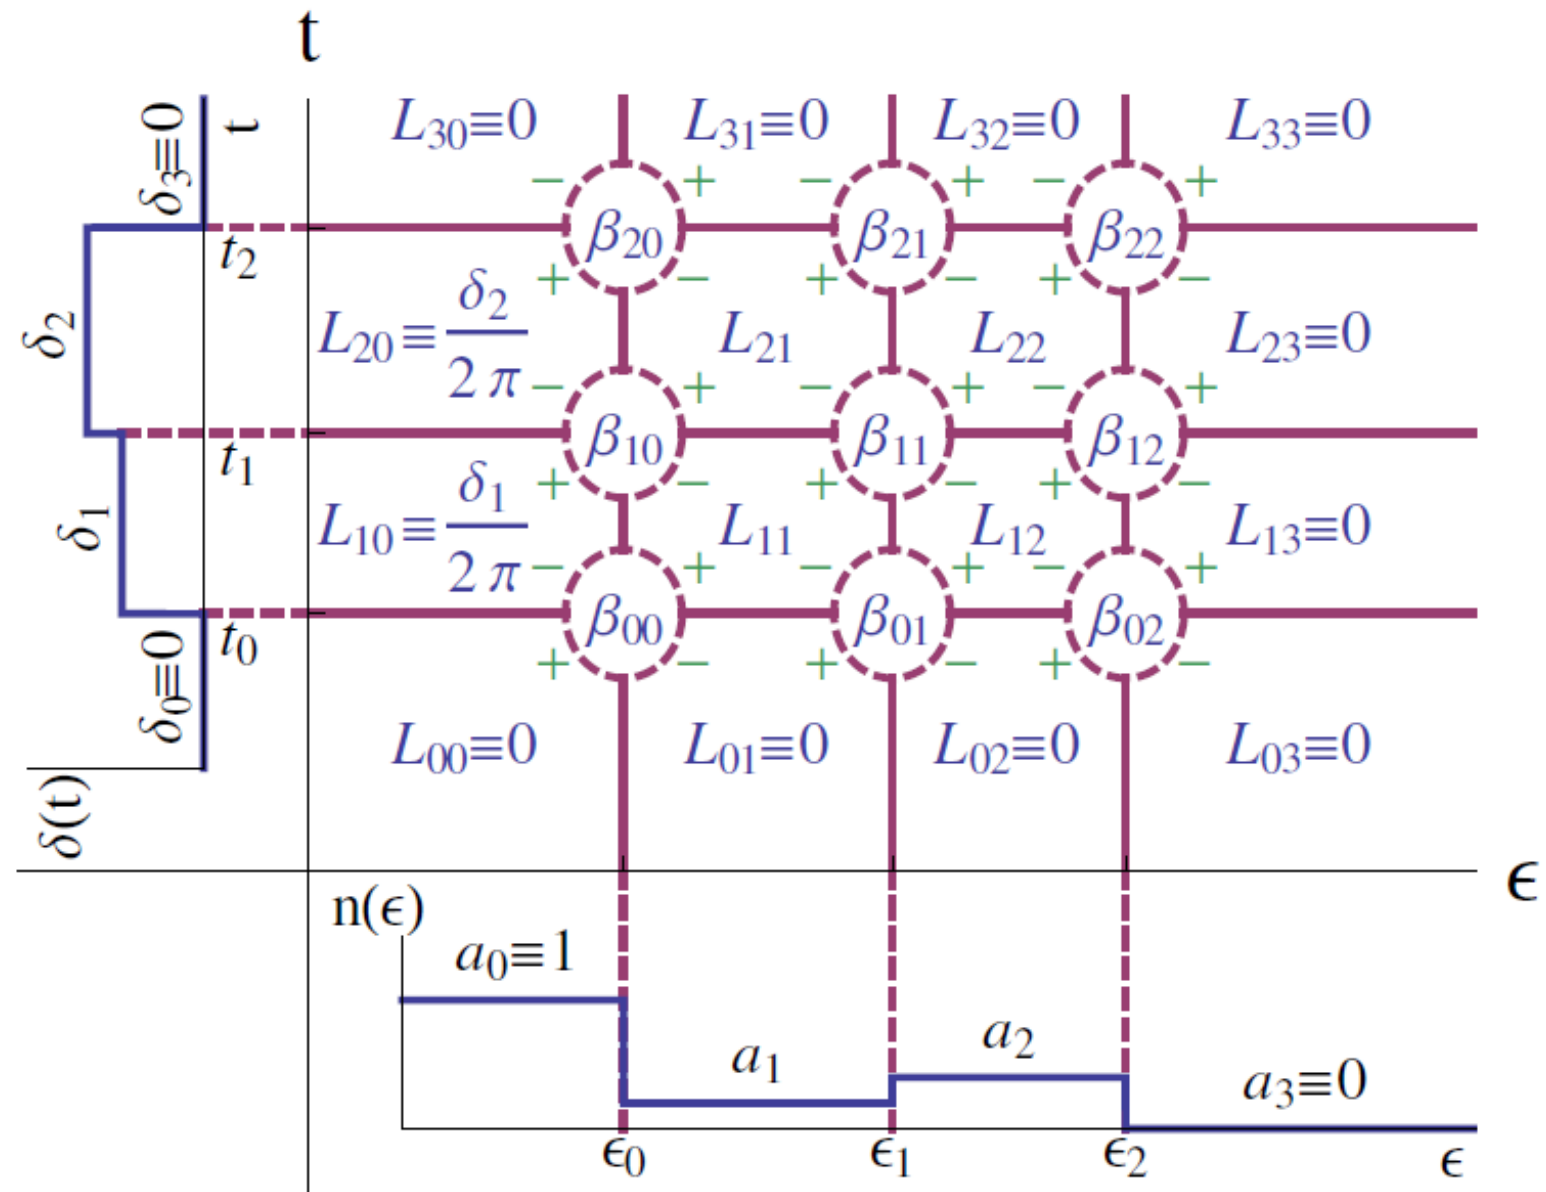 t
δ₃≡0 t L₃₀≡0 L₃₁≡0 L₃₂≡0 L₃₃≡0
− + − + − +
β₂₀ β₂₁ β₂₂
t₂
+ − + − + −
δ₂ L₂₀≡δ₂/2π L₂₁ L₂₂ L₂₃≡0
− + − + − +
β₁₀ β₁₁ β₁₂
t₁
+ − + − + −
δ₁ L₁₀≡δ₁/2π L₁₁ L₁₂ L₁₃≡0
− + − + − +
β₀₀ β₀₁ β₀₂
t₀
+ − + − + −
δ₀≡0 L₀₀≡0 L₀₁≡0 L₀₂≡0 L₀₃≡0
δ(t)
ϵ
n(ϵ)
a₀≡1 a₁ a₂ a₃≡0
ϵ₀ ϵ₁ ϵ₂ ϵ